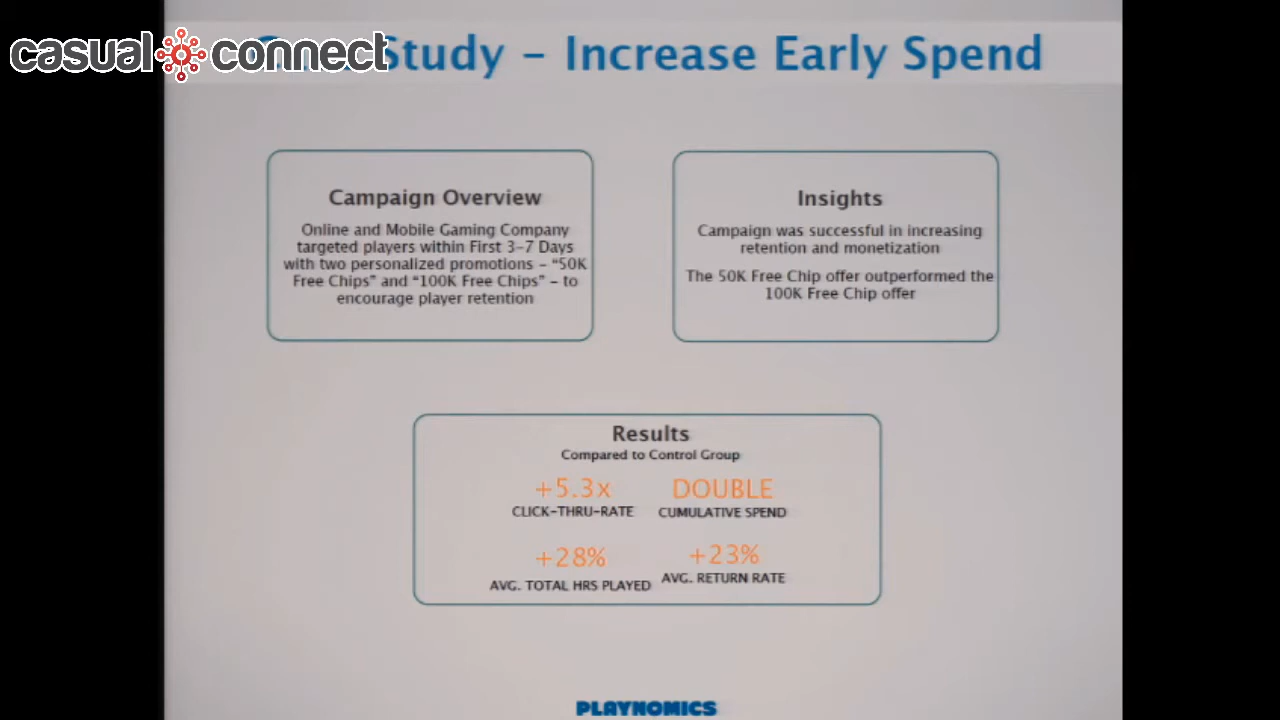 casual connect
Study – Increase Early Spend
Campaign Overview
Online and Mobile Gaming Company
targeted players within First 3–7 Days
with two personalized promotions – “50K
Free Chips” and “100K Free Chips” – to
encourage player retention
Insights
Campaign was successful in increasing
retention and monetization
The 50K Free Chip offer outperformed the
100K Free Chip offer
Results
Compared to Control Group
+5.3x
CLICK-THRU-RATE
DOUBLE
CUMULATIVE SPEND
+28%
AVG. TOTAL HRS PLAYED
+23%
AVG. RETURN RATE
PLAYNOMICS